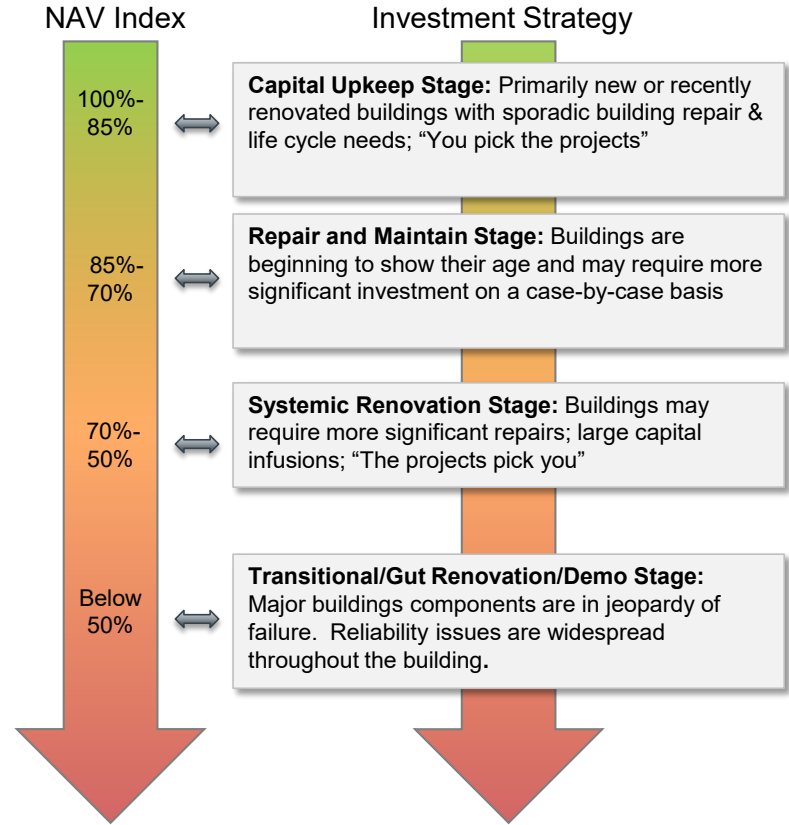 NAV Index
Investment Strategy
100%-
85%
Capital Upkeep Stage: Primarily new or recently
renovated buildings with sporadic building repair &
life cycle needs; “You pick the projects”
85%-
70%
Repair and Maintain Stage: Buildings are
beginning to show their age and may require more
significant investment on a case-by-case basis
70%-
50%
Systemic Renovation Stage: Buildings may
require more significant repairs; large capital
infusions; “The projects pick you”
Below
50%
Transitional/Gut Renovation/Demo Stage:
Major buildings components are in jeopardy of
failure.  Reliability issues are widespread
throughout the building.